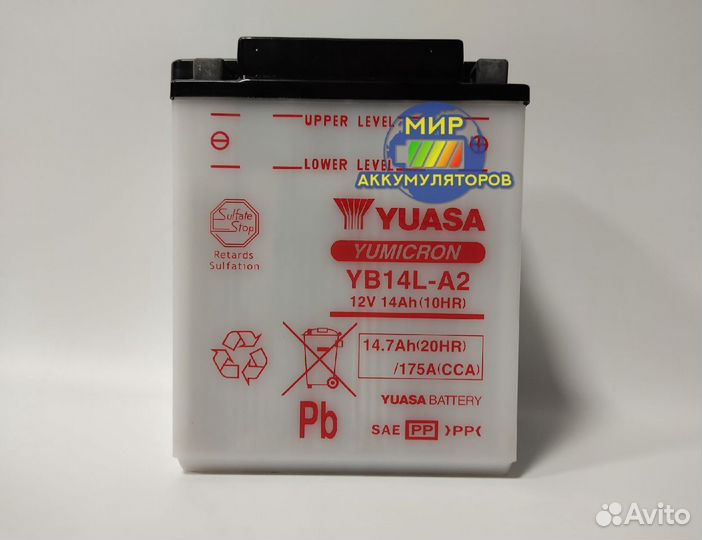 UPPER LEVEL
МИР
LOWER LEVEL
АККУМУЛЯТОРОВ
Sulfate
Stop
Retards
Sulfation
YUASA
YUMICRON
YB14L-A2
12V 14Ah(10HR)
14.7Ah(20HR)
/175A(CCA)
YUASA BATTERY
Pb
SAE PP >PP<
Avito